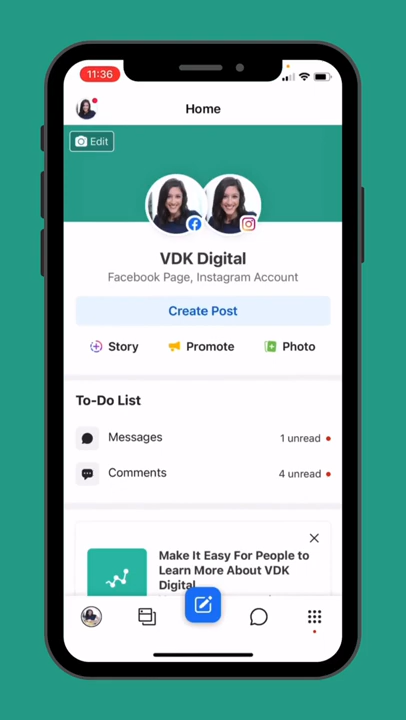 11:36
Home
Edit
VDK Digital
Facebook Page, Instagram Account
Create Post
Story Promote Photo
To-Do List
Messages 1 unread
Comments 4 unread
Make It Easy For People to
Learn More About VDK
Digital